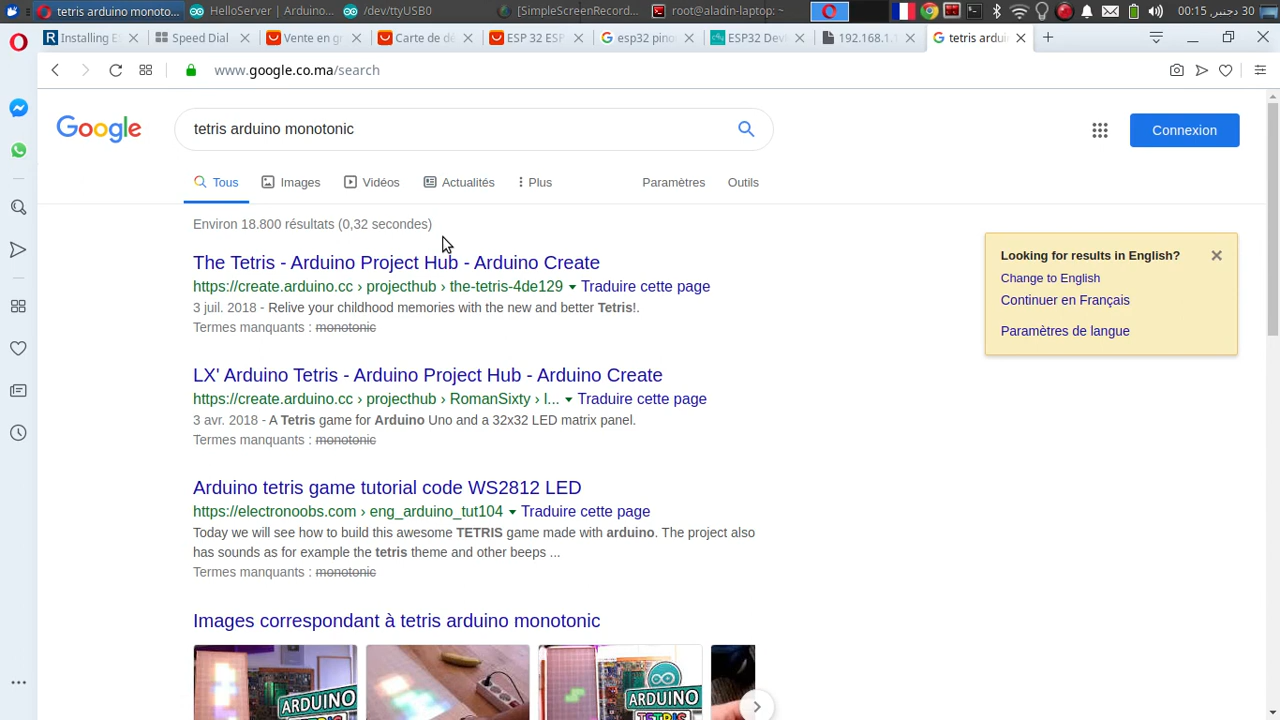 tetris arduino monoto...
HelloServer | Arduino...
/dev/ttyUSB0
[SimpleScreenRecord...
root@aladin-laptop: ~
30 دجنبر, 00:15
Installing ES
Speed Dial
Vente en gr
Carte de dé
ESP 32 ESP
esp32 pino
ESP32 Dev
192.168.1.1
tetris ardui
www.google.co.ma/search
Google
tetris arduino monotonic
Connexion
Tous
Images
Vidéos
Actualités
Plus
Paramètres
Outils
Environ 18.800 résultats (0,32 secondes)
The Tetris - Arduino Project Hub - Arduino Create
https://create.arduino.cc › projecthub › the-tetris-4de129 Traduire cette page
3 juil. 2018 - Relive your childhood memories with the new and better Tetris!.
Termes manquants : monotonic
LX' Arduino Tetris - Arduino Project Hub - Arduino Create
https://create.arduino.cc › projecthub › RomanSixty › l... Traduire cette page
3 avr. 2018 - A Tetris game for Arduino Uno and a 32x32 LED matrix panel.
Termes manquants : monotonic
Arduino tetris game tutorial code WS2812 LED
https://electronoobs.com › eng_arduino_tut104 Traduire cette page
Today we will see how to build this awesome TETRIS game made with arduino. The project also
has sounds as for example the tetris theme and other beeps ...
Termes manquants : monotonic
Images correspondant à tetris arduino monotonic
ARDUINO
ARDUINO
TETRIS
Looking for results in English?
Change to English
Continuer en Français
Paramètres de langue